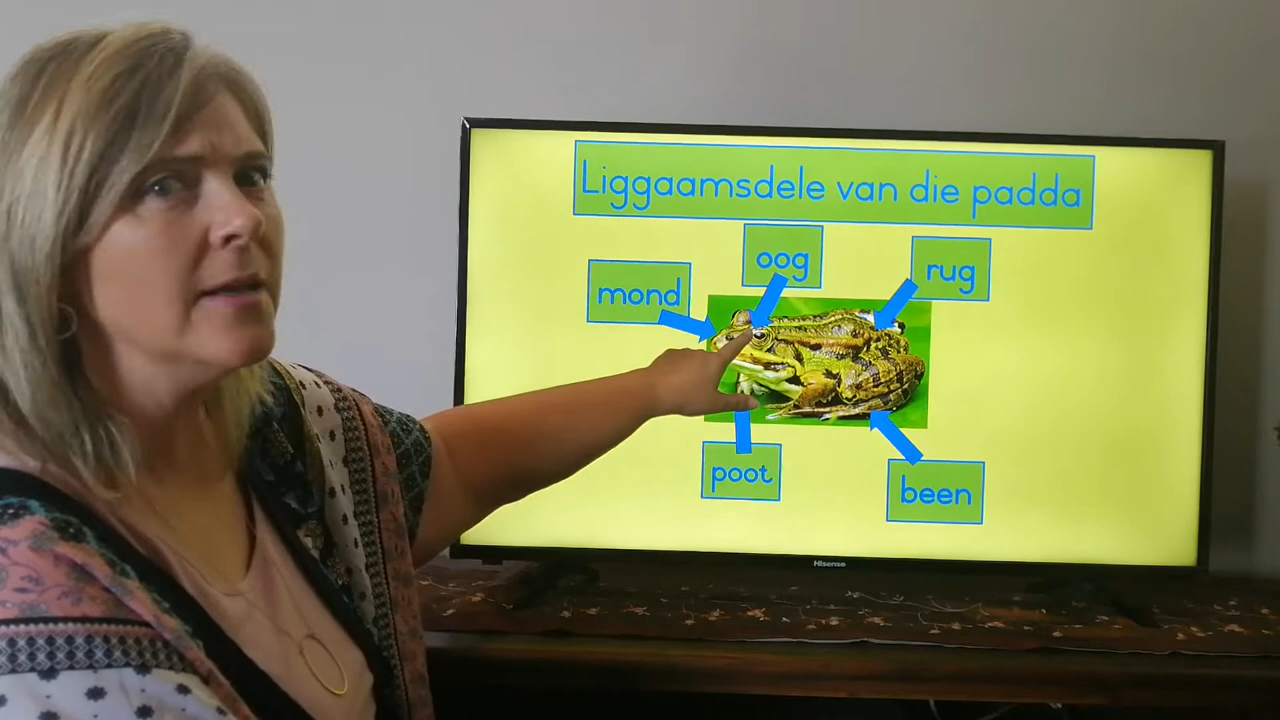 Liggaamsdele van die padda
oog
rug
mond
poot
been
Hisense